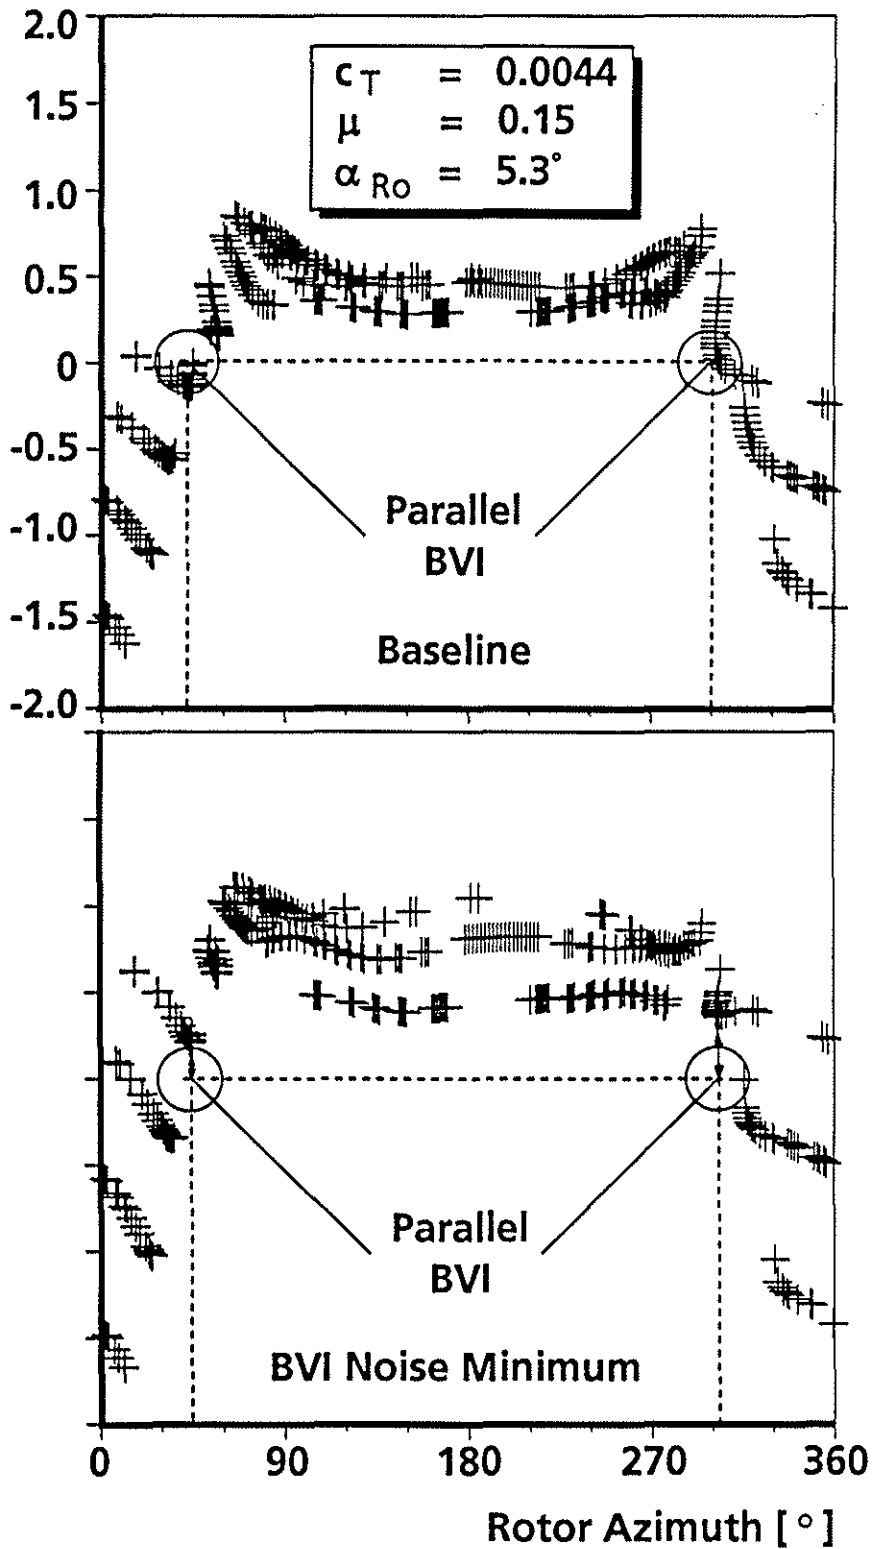 2.0
c T = 0.0044
μ = 0.15
α Ro = 5.3°
1.5
1.0
0.5
0
-0.5
-1.0
-1.5
-2.0
Parallel
BVI
Baseline
Parallel
BVI
BVI Noise Minimum
0 90 180 270 360
Rotor Azimuth [ ° ]